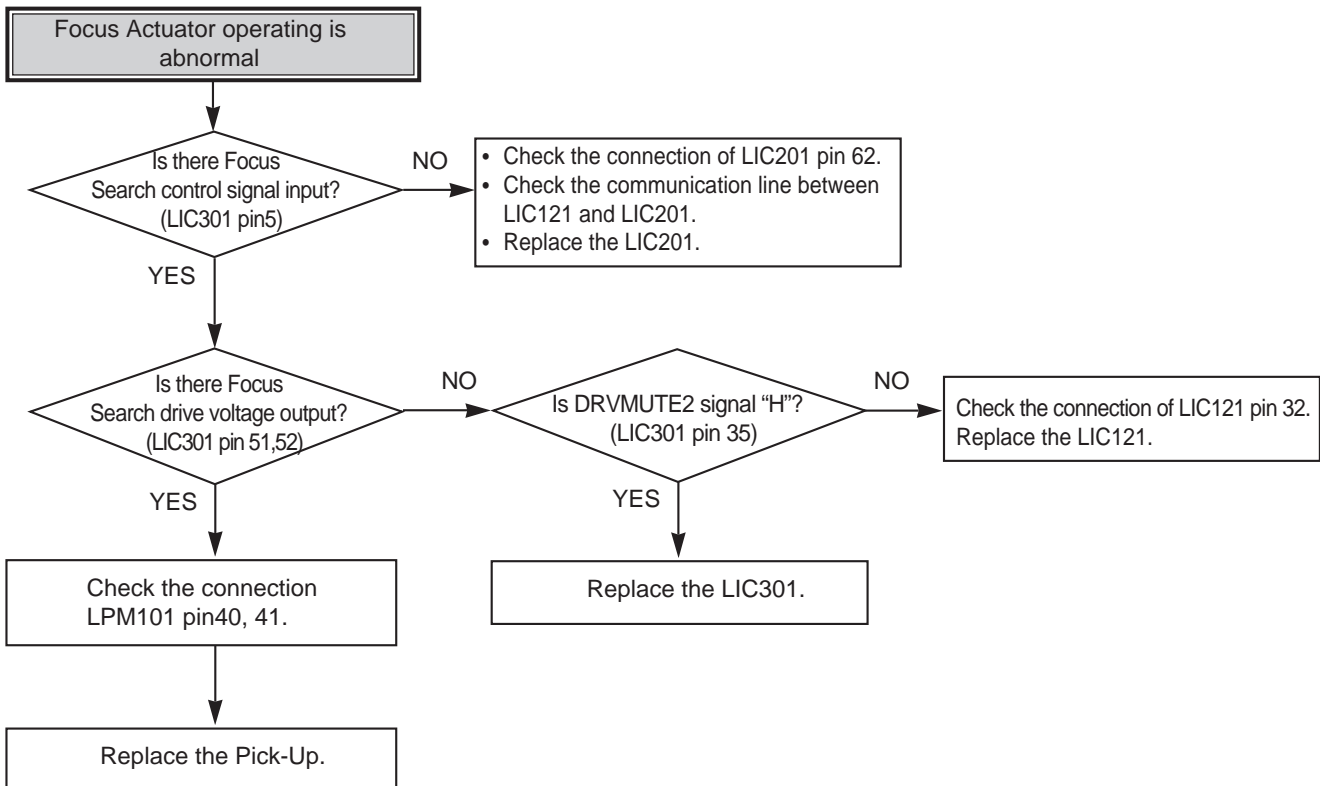 Focus Actuator operating is
abnormal
Is there Focus
Search control signal input?
(LIC301 pin5)
NO
• Check the connection of LIC201 pin 62.
• Check the communication line between
LIC121 and LIC201.
• Replace the LIC201.
YES
Is there Focus
Search drive voltage output?
(LIC301 pin 51,52)
NO
Is DRVMUTE2 signal “H”?
(LIC301 pin 35)
NO
Check the connection of LIC121 pin 32.
Replace the LIC121.
YES
YES
Check the connection
LPM101 pin40, 41.
Replace the LIC301.
Replace the Pick-Up.